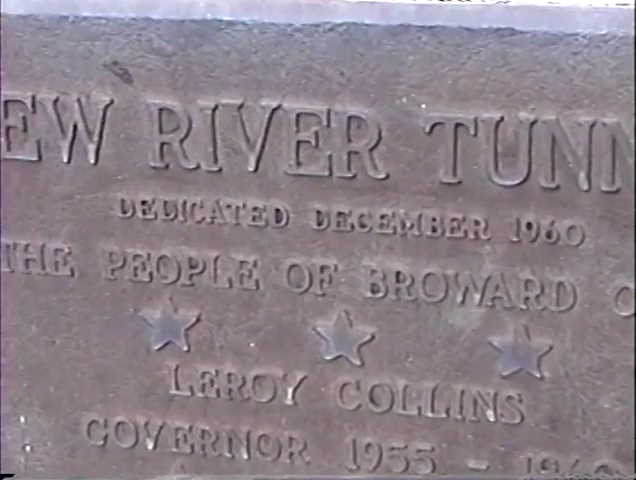 EW RIVER TUNN
DEDICATED DECEMBER 1960
THE PEOPLE OF BROWARD C
LEROY COLLINS
GOVERNOR 1955 -